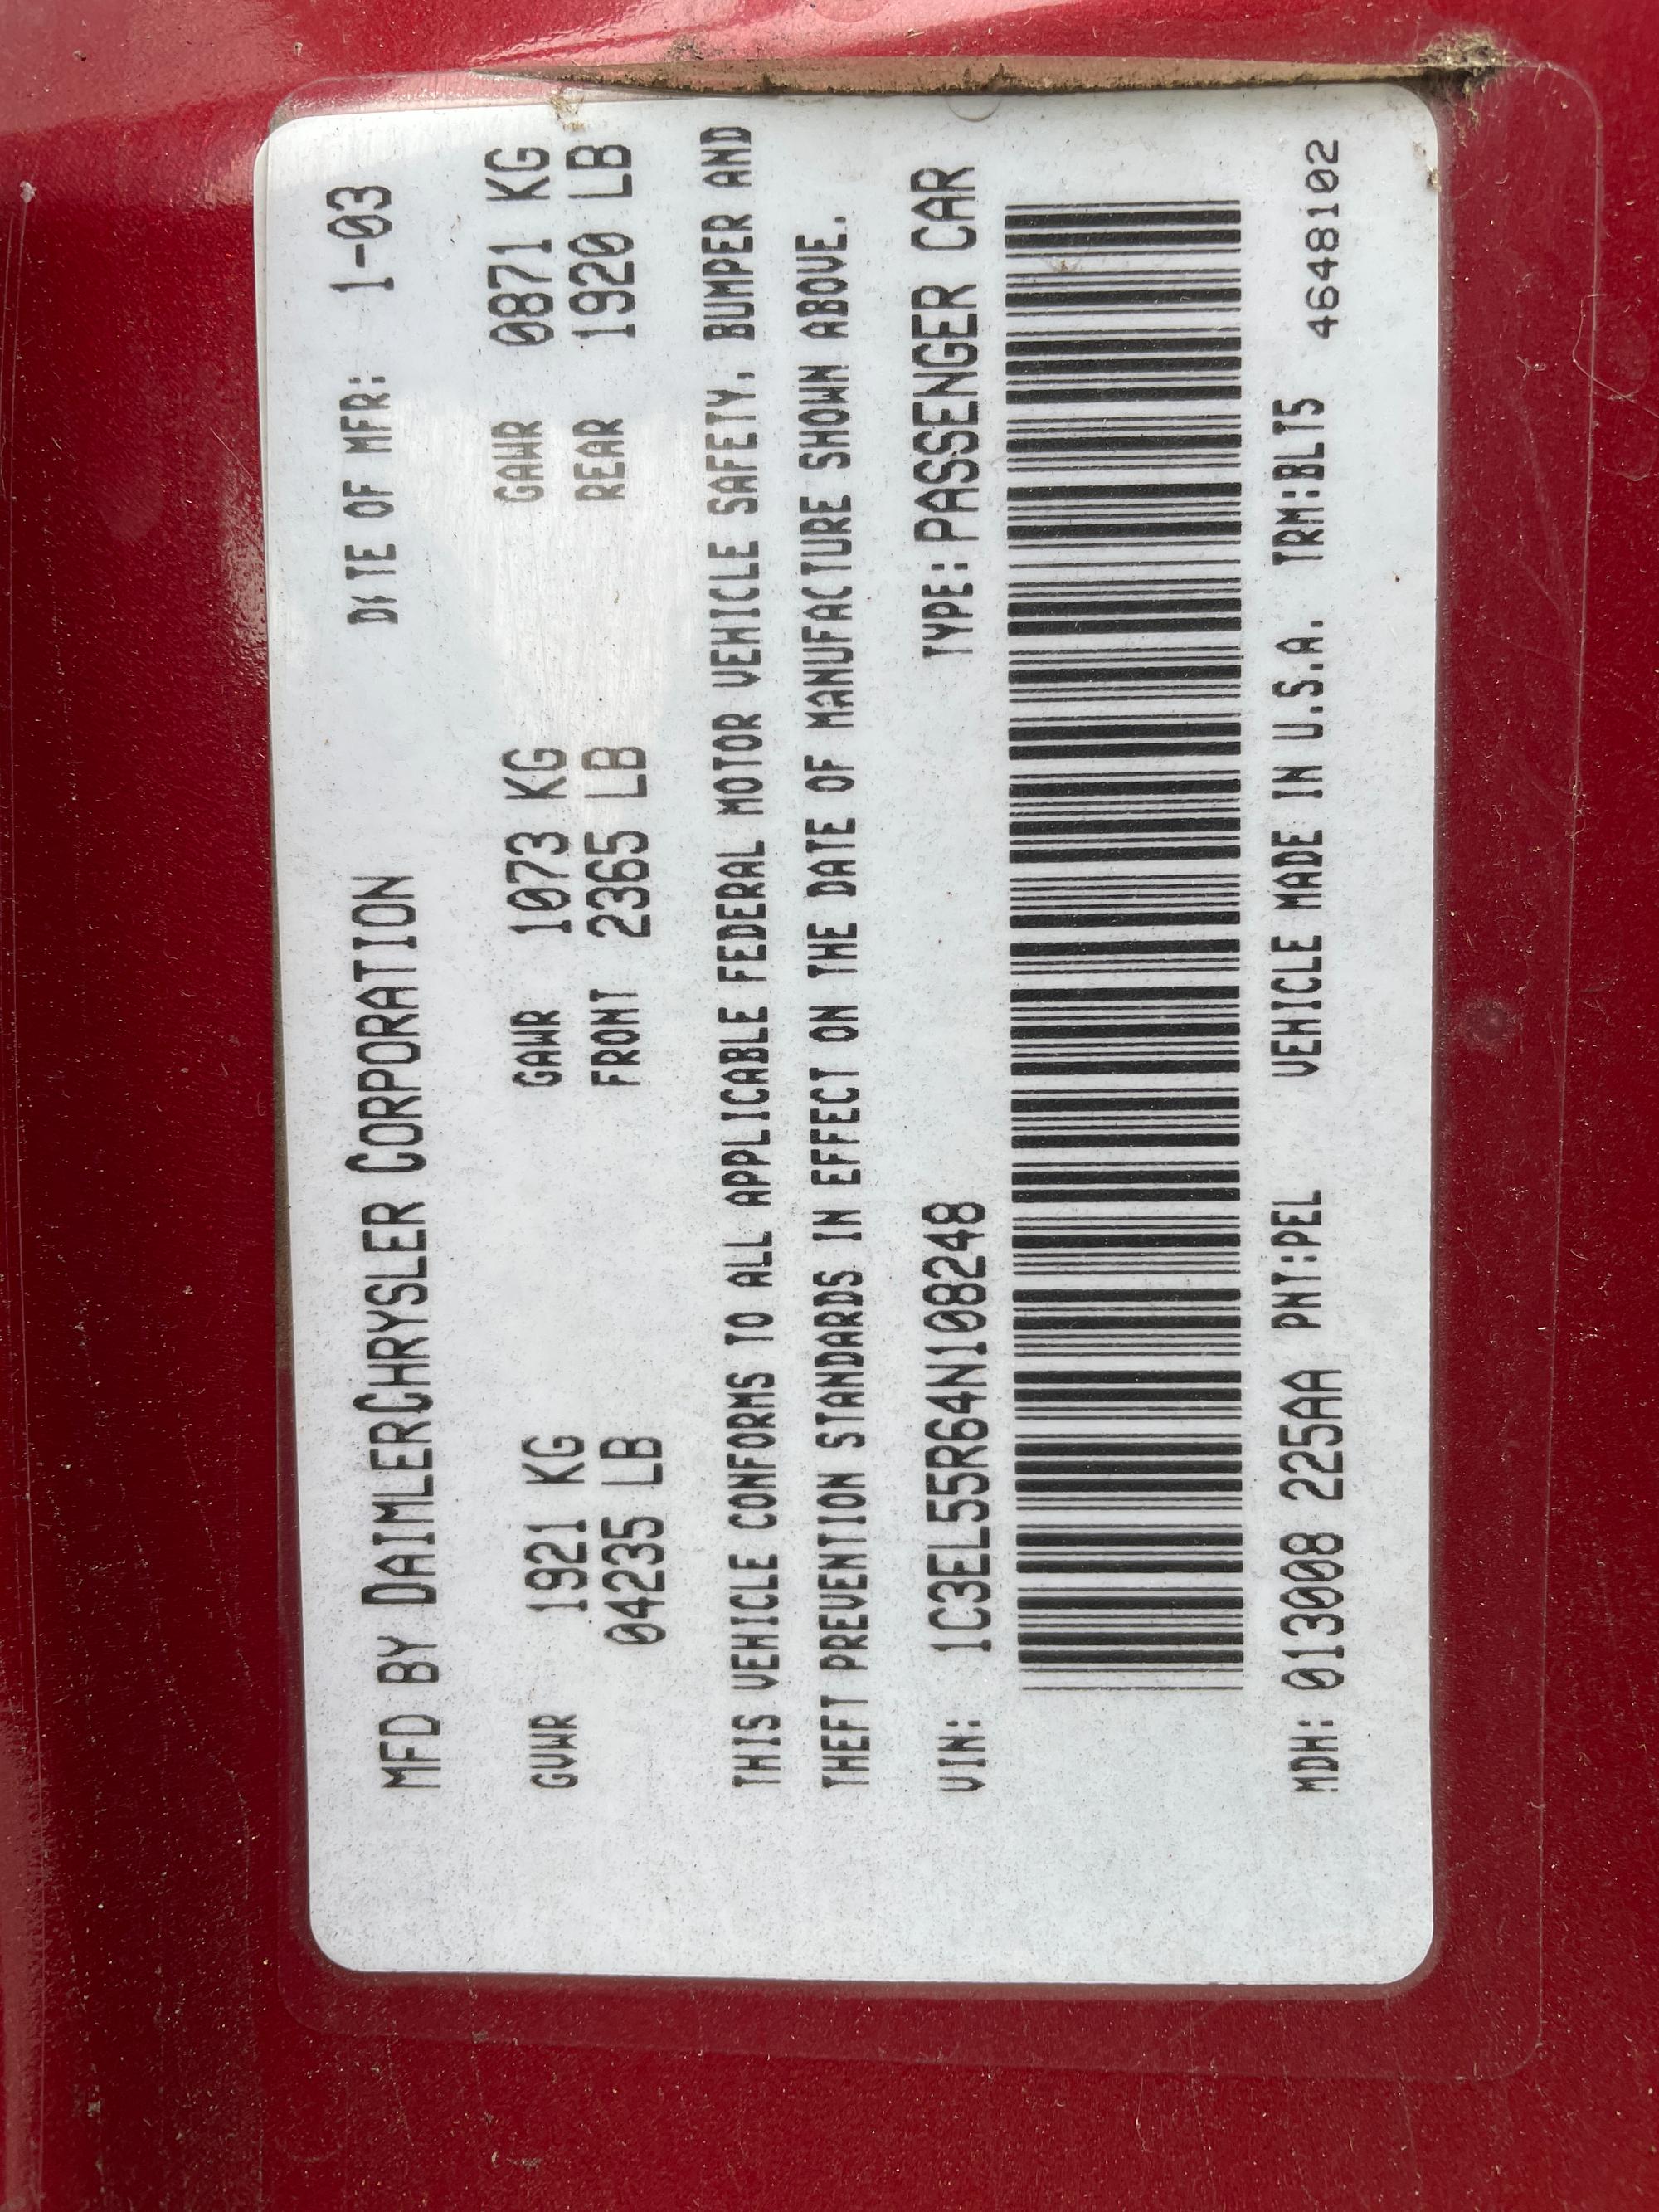 MFD BY DAIMLERCHRYSLER CORPORATION DATE OF MFR: 1-03
GVWR 1921 KG GAWR 1073 KG GAWR 0871 KG
04235 LB FRONT 2365 LB REAR 1920 LB
THIS VEHICLE CONFORMS TO ALL APPLICABLE FEDERAL MOTOR VEHICLE SAFETY, BUMPER AND
THEFT PREVENTION STANDARDS IN EFFECT ON THE DATE OF MANUFACTURE SHOWN ABOVE.
VIN: 1C3EL55R64N108248 TYPE: PASSENGER CAR
MDH: 013008 225AA PNT:PEL VEHICLE MADE IN U.S.A. TRM:BLT5 4648102